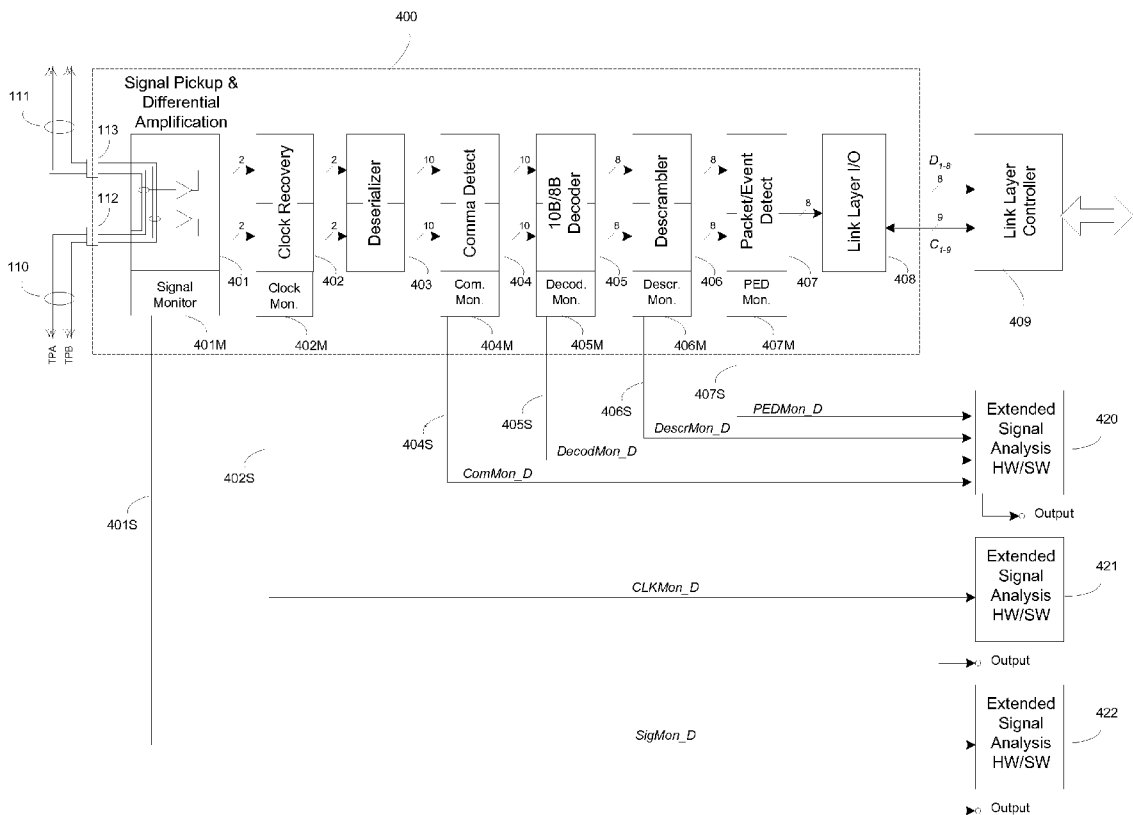 400
Signal Pickup &
Differential
Amplification
111
113
112
110
TPA
TPB
2
2
Clock Recovery
2
2
Deserializer
10
10
Comma Detect
10
10
10B/8B
Decoder
8
8
Descrambler
8
8
Packet/Event
Detect
8
Link Layer I/O
D1-8
8
9
C1-9
Link Layer
Controller
401
402
403
404
405
406
407
408
409
Signal
Monitor
Clock
Mon.
Com.
Mon.
Decod.
Mon.
Descr.
Mon.
PED
Mon.
401M
402M
404M
405M
406M
407M
401S
402S
404S
405S
406S
407S
PEDMon_D
DescrMon_D
DecodMon_D
ComMon_D
Extended
Signal
Analysis
HW/SW
420
Output
CLKMon_D
Extended
Signal
Analysis
HW/SW
421
Output
SigMon_D
Extended
Signal
Analysis
HW/SW
422
Output